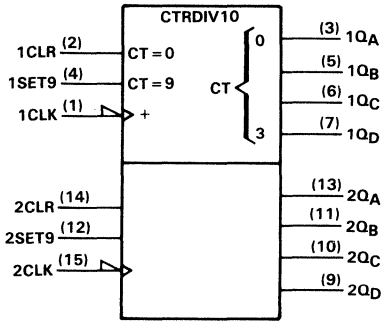 CTRDIV10
1CLR (2) CT=0
1SET9 (4) CT=9
1CLK (1) +
CT
0
3
(3) 1QA
(5) 1QB
(6) 1QC
(7) 1QD
2CLR (14)
2SET9 (12)
2CLK (15)
(13) 2QA
(11) 2QB
(10) 2QC
(9) 2QD